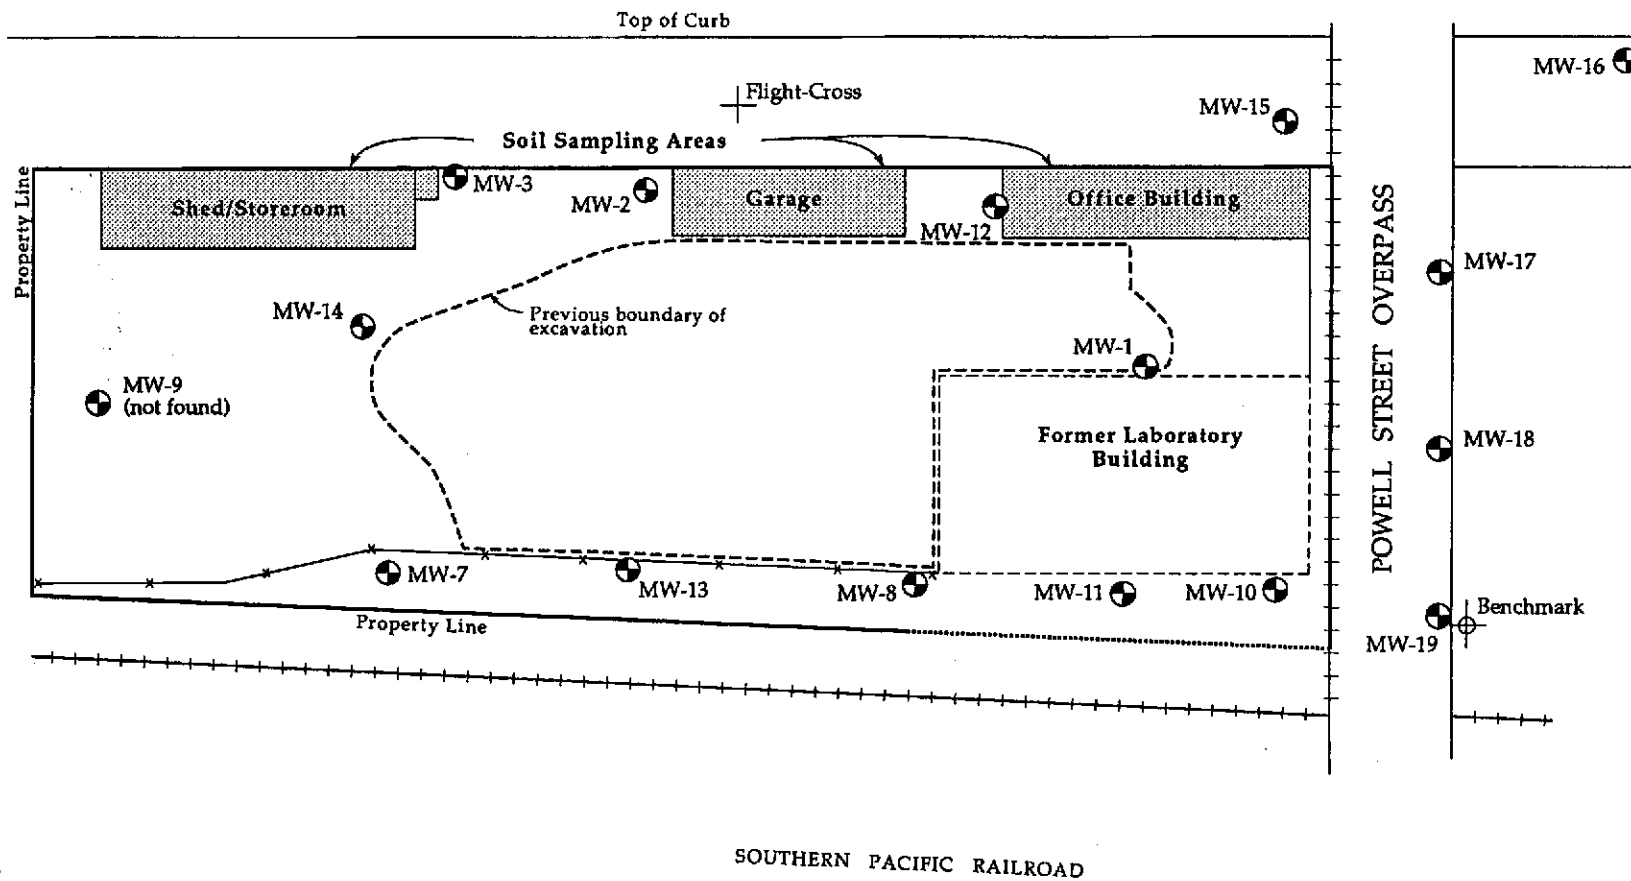 Top of Curb
MW-16
Flight-Cross
MW-15
Soil Sampling Areas
Property Line
Shed/Storeroom
MW-3
MW-2
Garage
MW-12
Office Building
POWELL STREET OVERPASS
MW-17
MW-14
Previous boundary of
excavation
MW-1
MW-9
(not found)
Former Laboratory
Building
MW-18
MW-7
MW-13
MW-8
MW-11
MW-10
Benchmark
Property Line
MW-19
SOUTHERN PACIFIC RAILROAD